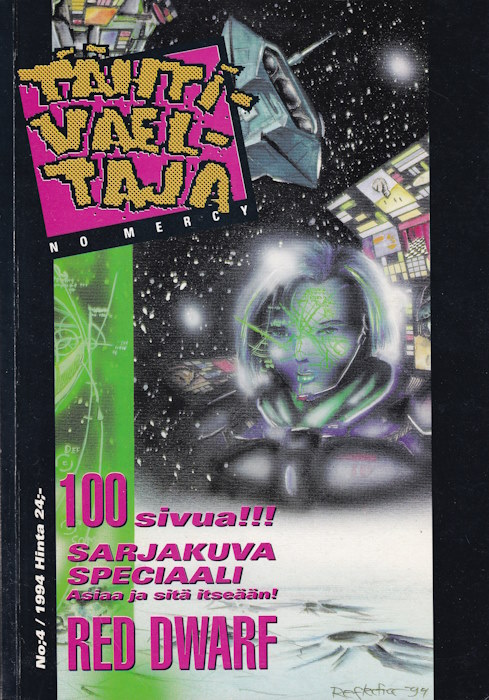 TÄHTI-
VAEL-
TAJA
NO MERCY
100 sivua!!!
SARJAKUVA
SPECIAALI
Asiaa ja sitä itseään!
RED DWARF
No;4 / 1994 Hinta 24;-